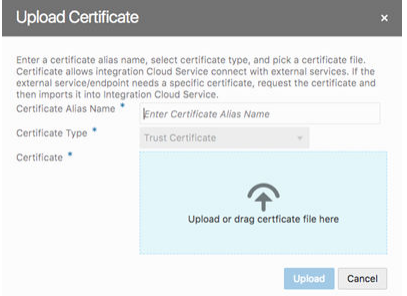 Upload Certificate ×
Enter a certificate alias name, select certificate type, and pick a certificate file.
Certificate allows integration Cloud Service connect with external services. If the
external service/endpoint needs a specific certificate, request the certificate and
then imports it into Integration Cloud Service.
Certificate Alias Name *
Enter Certificate Alias Name
Certificate Type *
Trust Certificate
Certificate *
Upload or drag certficate file here
Upload
Cancel